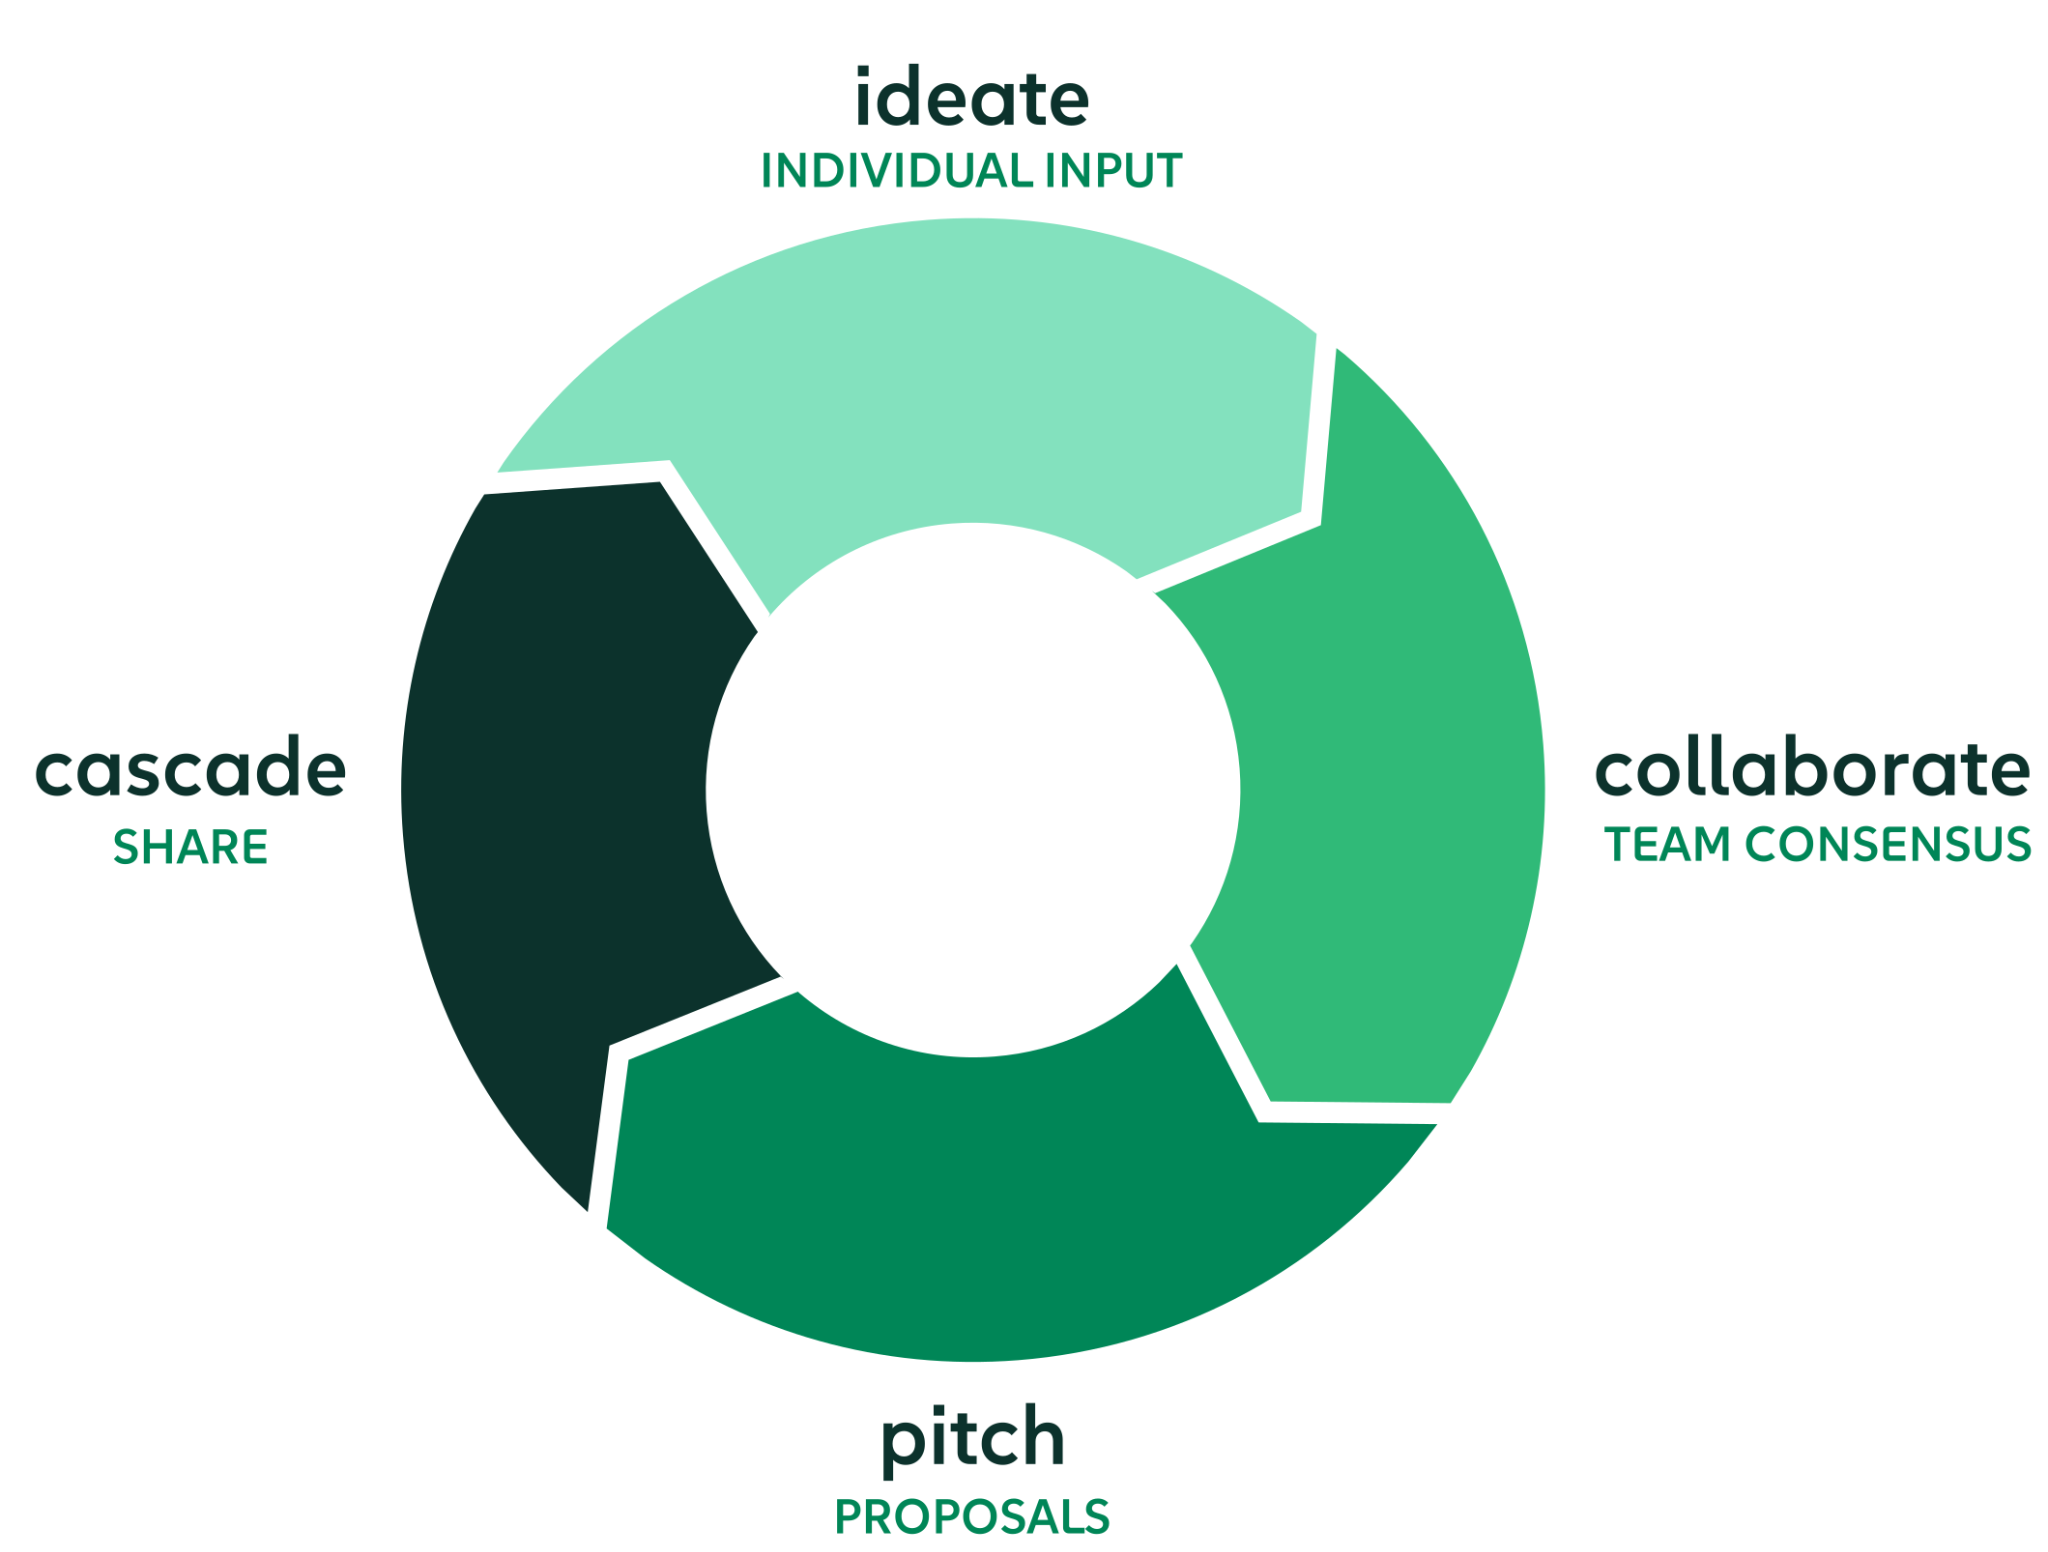 ideate
INDIVIDUAL INPUT
cascade
SHARE
collaborate
TEAM CONSENSUS
pitch
PROPOSALS